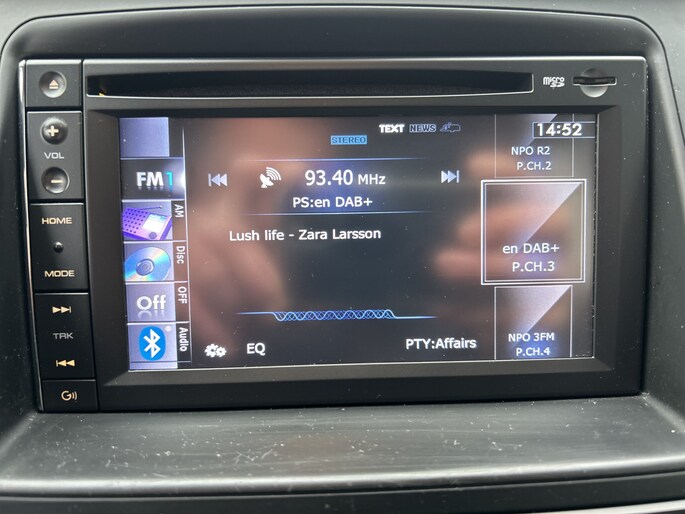 micro SD
VOL
HOME
MODE
TRK
TEXT NEWS
14:52
STEREO
NPO R2
P.CH.2
FM1
93.40 MHz
PS:en DAB+
AM
Lush life - Zara Larsson
en DAB+
P.CH.3
Disc
OFF
Off
Audio
NPO 3FM
P.CH.4
EQ
PTY:Affairs